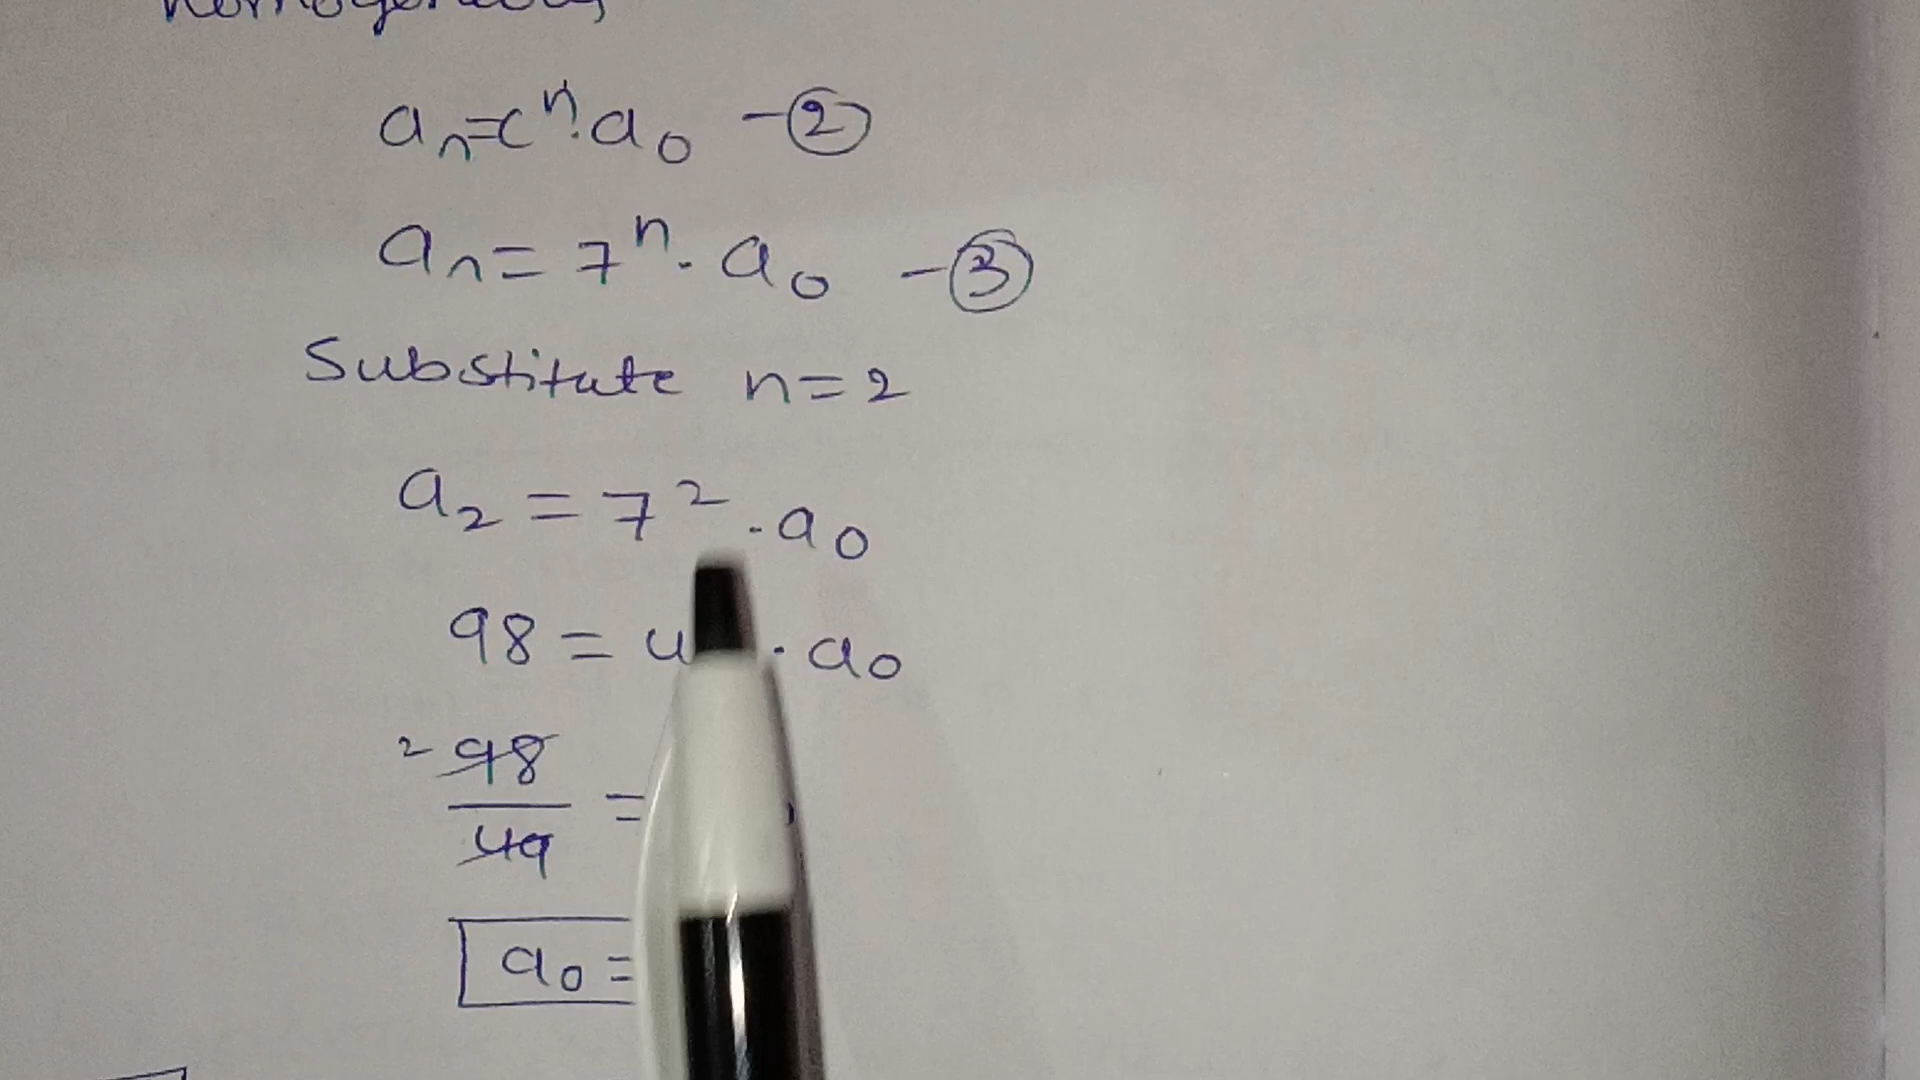 aₙ=cⁿ.a₀ -②
aₙ = 7ⁿ. a₀ -③
Substitute n=2
a₂ = 7².a₀
98 = 4 . a₀
2 98
=
49
a₀ =